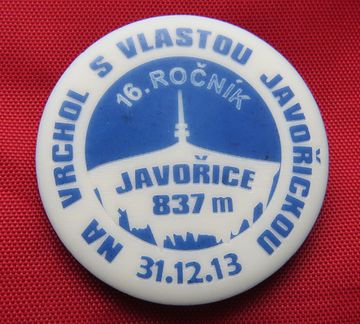 NA VRCHOL S VLASTOU JAVOŘICKOU
16. ROČNÍK
JAVOŘICE
837 m
31.12.13